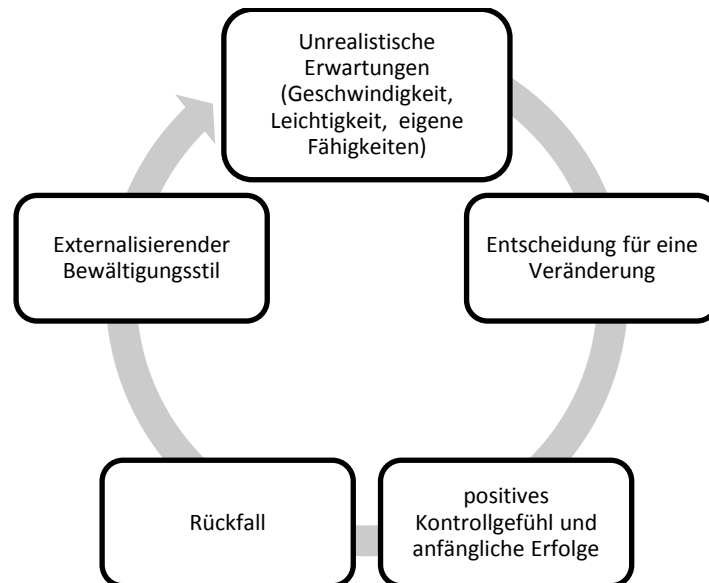 Unrealistische
Erwartungen
(Geschwindigkeit,
Leichtigkeit, eigene
Fähigkeiten)
Entscheidung für eine
Veränderung
positives
Kontrollgefühl und
anfängliche Erfolge
Rückfall
Externalisierender
Bewältigungsstil